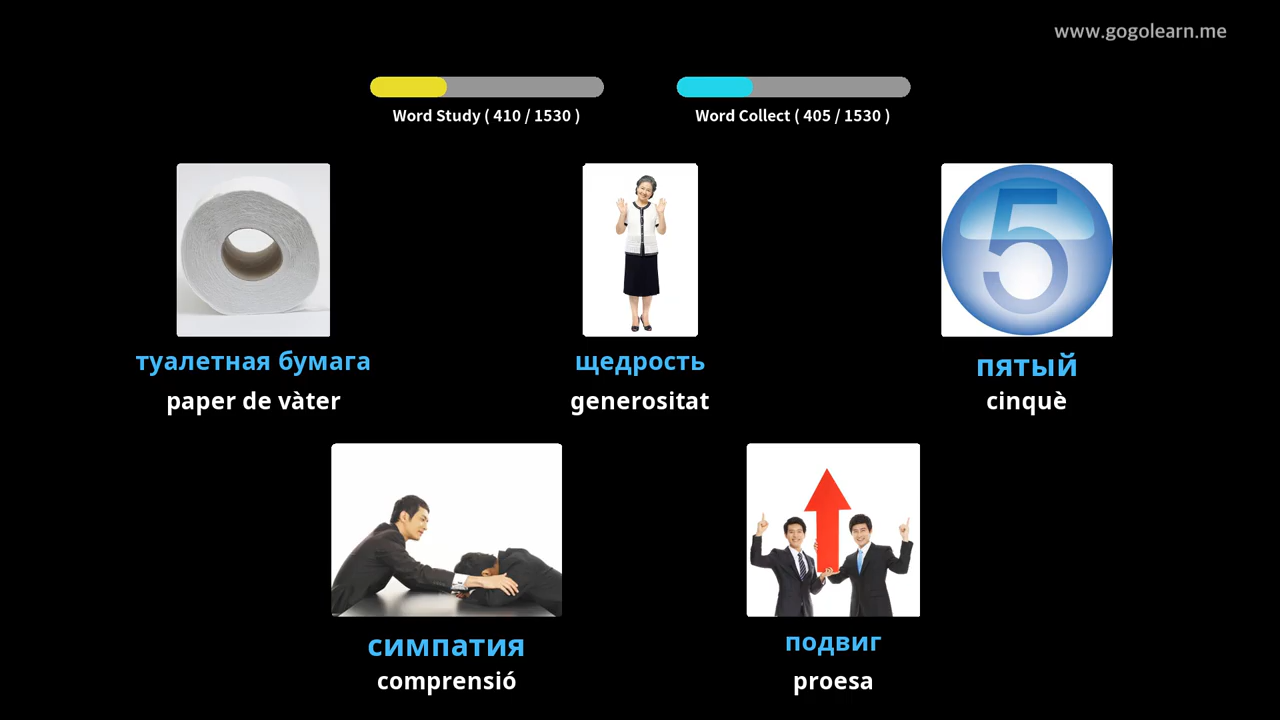 www.gogolearn.me
Word Study ( 410 / 1530 )
Word Collect ( 405 / 1530 )
5
туалетная бумага
paper de vàter
щедрость
generositat
пятый
cinquè
симпатия
comprensió
подвиг
proesa